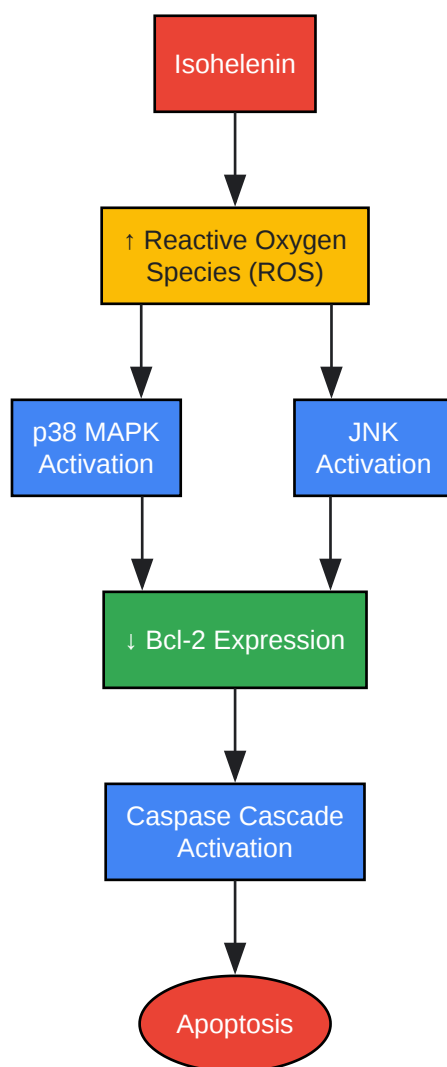 Isohelenin
↑ Reactive Oxygen
Species (ROS)
p38 MAPK
Activation
JNK
Activation
↓ Bcl-2 Expression
Caspase Cascade
Activation
Apoptosis